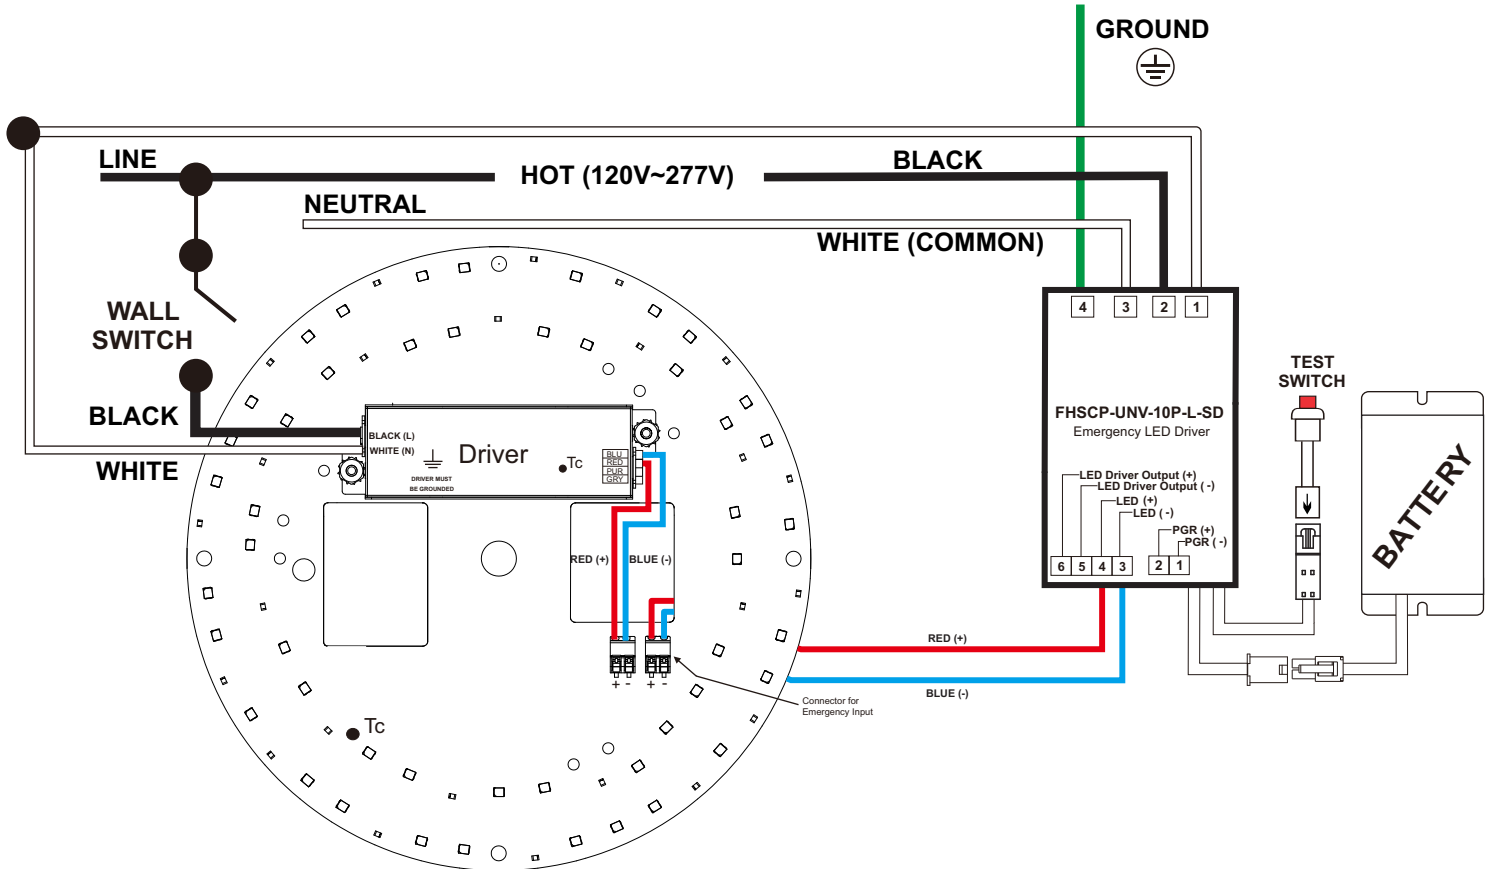 GROUND
LINE
HOT (120V~277V)
BLACK
NEUTRAL
WHITE (COMMON)
WALL
SWITCH
BLACK
WHITE
BLACK (L)
WHITE (N)
DRIVER MUST
BE GROUNDED
Driver
Tc
BLU
RED
PUR
GRY
RED (+)
BLUE (-)
+ - + -
Connector for
Emergency Input
Tc
RED (+)
BLUE (-)
4 3 2 1
FHSCP-UNV-10P-L-SD
Emergency LED Driver
LED Driver Output (+)
LED Driver Output (-)
LED (+)
LED (-)
PGR (+)
PGR (-)
6 5 4 3 2 1
TEST
SWITCH
BATTERY